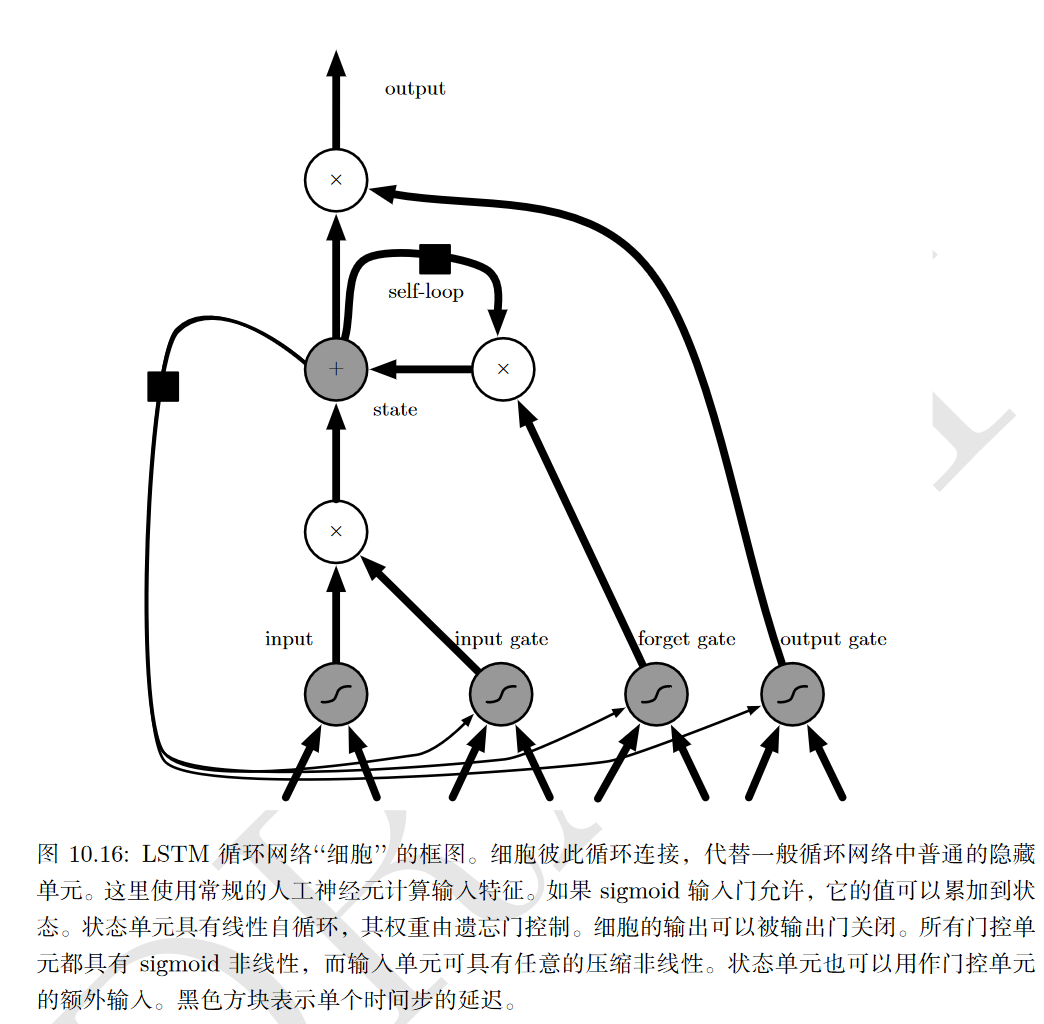 output
×
self-loop
+
×
state
×
input
input gate
forget gate
output gate
图 10.16: LSTM 循环网络“细胞” 的框图。细胞彼此循环连接，代替一般循环网络中普通的隐藏
单元。这里使用常规的人工神经元计算输入特征。如果 sigmoid 输入门允许，它的值可以累加到状
态。状态单元具有线性自循环，其权重由遗忘门控制。细胞的输出可以被输出门关闭。所有门控单
元都具有 sigmoid 非线性，而输入单元可具有任意的压缩非线性。状态单元也可以用作门控单元
的额外输入。黑色方块表示单个时间步的延迟。